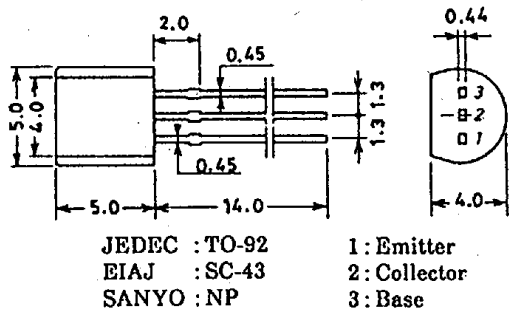 2.0
0.45
0.44
5.0
4.0
1.3
1.3
3
2
1
0.45
5.0
14.0
4.0
JEDEC : TO-92
EIAJ : SC-43
SANYO : NP
1 : Emitter
2 : Collector
3 : Base